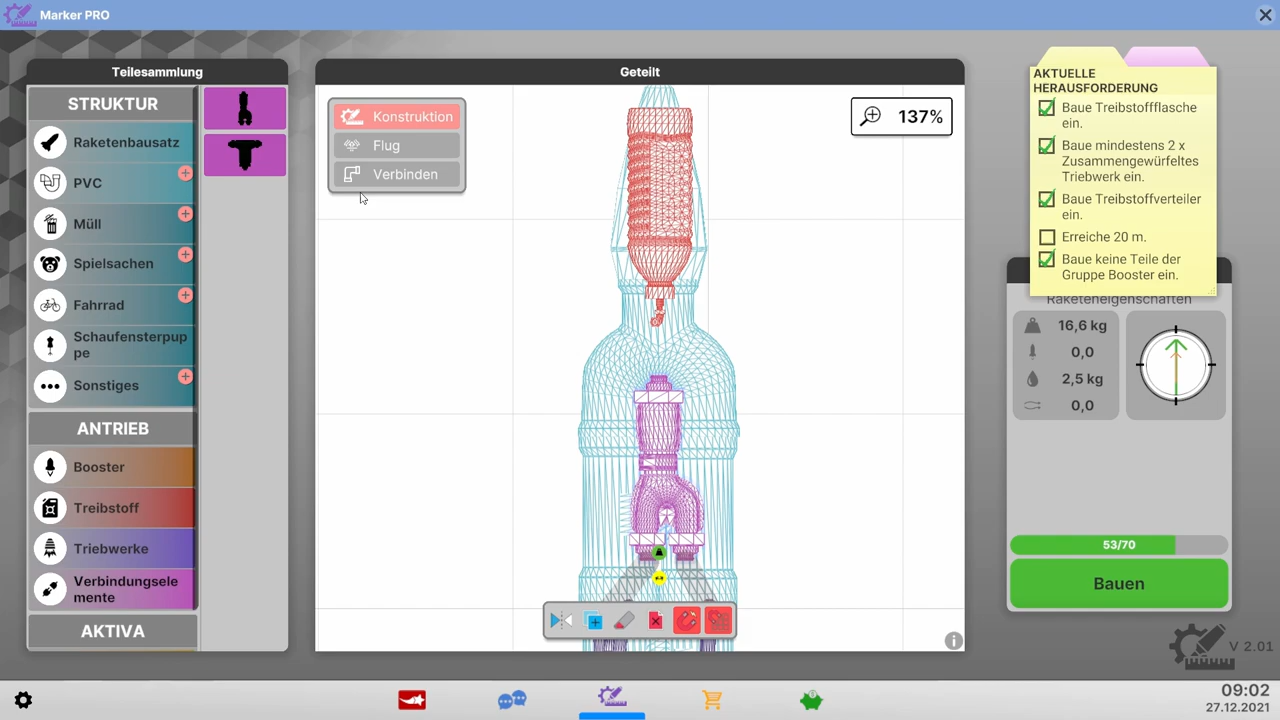 Marker PRO
Teilesammlung
STRUKTUR
Raketenbausatz
PVC
Müll
Spielsachen
Fahrrad
Schaufensterpup
pe
Sonstiges
ANTRIEB
Booster
Treibstoff
Triebwerke
Verbindungsele
mente
AKTIVA
Geteilt
Konstruktion
Flug
Verbinden
137%
AKTUELLE
HERAUSFORDERUNG
Baue Treibstoffflasche
ein.
Baue mindestens 2 x
Zusammengewürfeltes
Triebwerk ein.
Baue Treibstoffverteiler
ein.
Erreiche 20 m.
Baue keine Teile der
Gruppe Booster ein.
Raketeneigenschaften
16,6 kg
0,0
2,5 kg
0,0
53/70
Bauen
V 2.01
09:02
27.12.2021